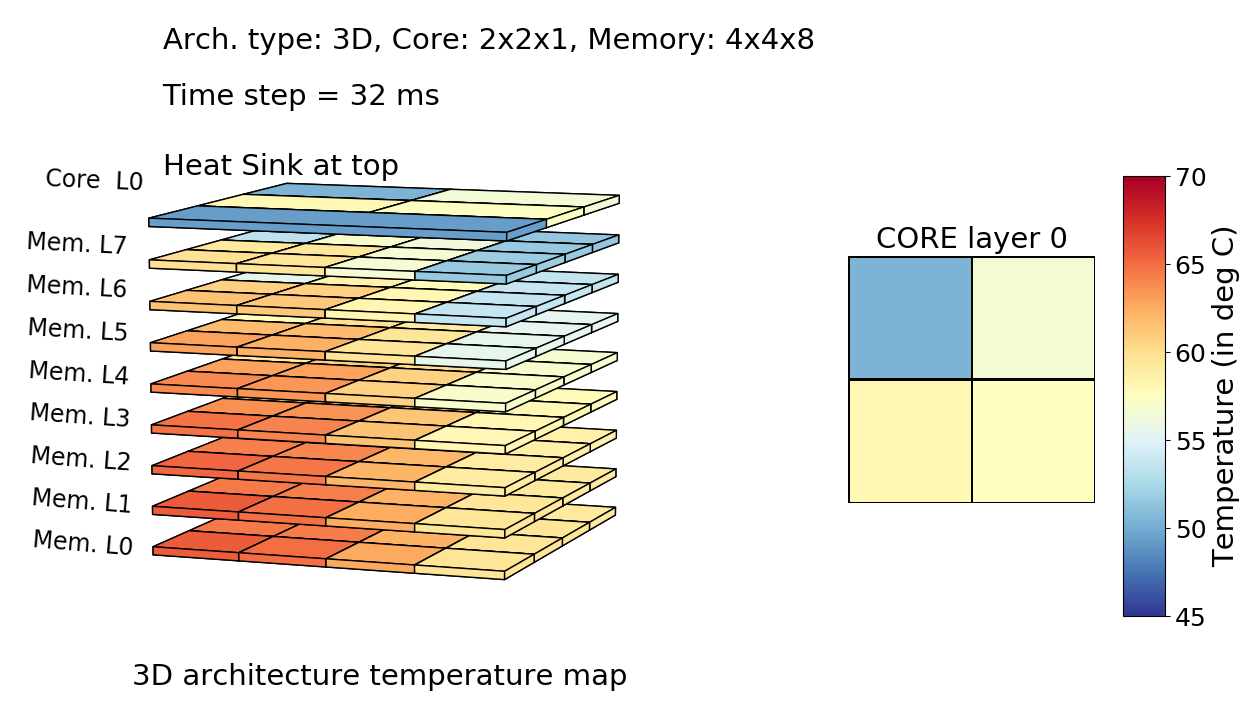 Arch. type: 3D, Core: 2x2x1, Memory: 4x4x8
Time step = 32 ms
Heat Sink at top
Core L0
Mem. L7
Mem. L6
Mem. L5
Mem. L4
Mem. L3
Mem. L2
Mem. L1
Mem. L0
3D architecture temperature map
CORE layer 0
70
65
60
55
50
45
Temperature (in deg C)